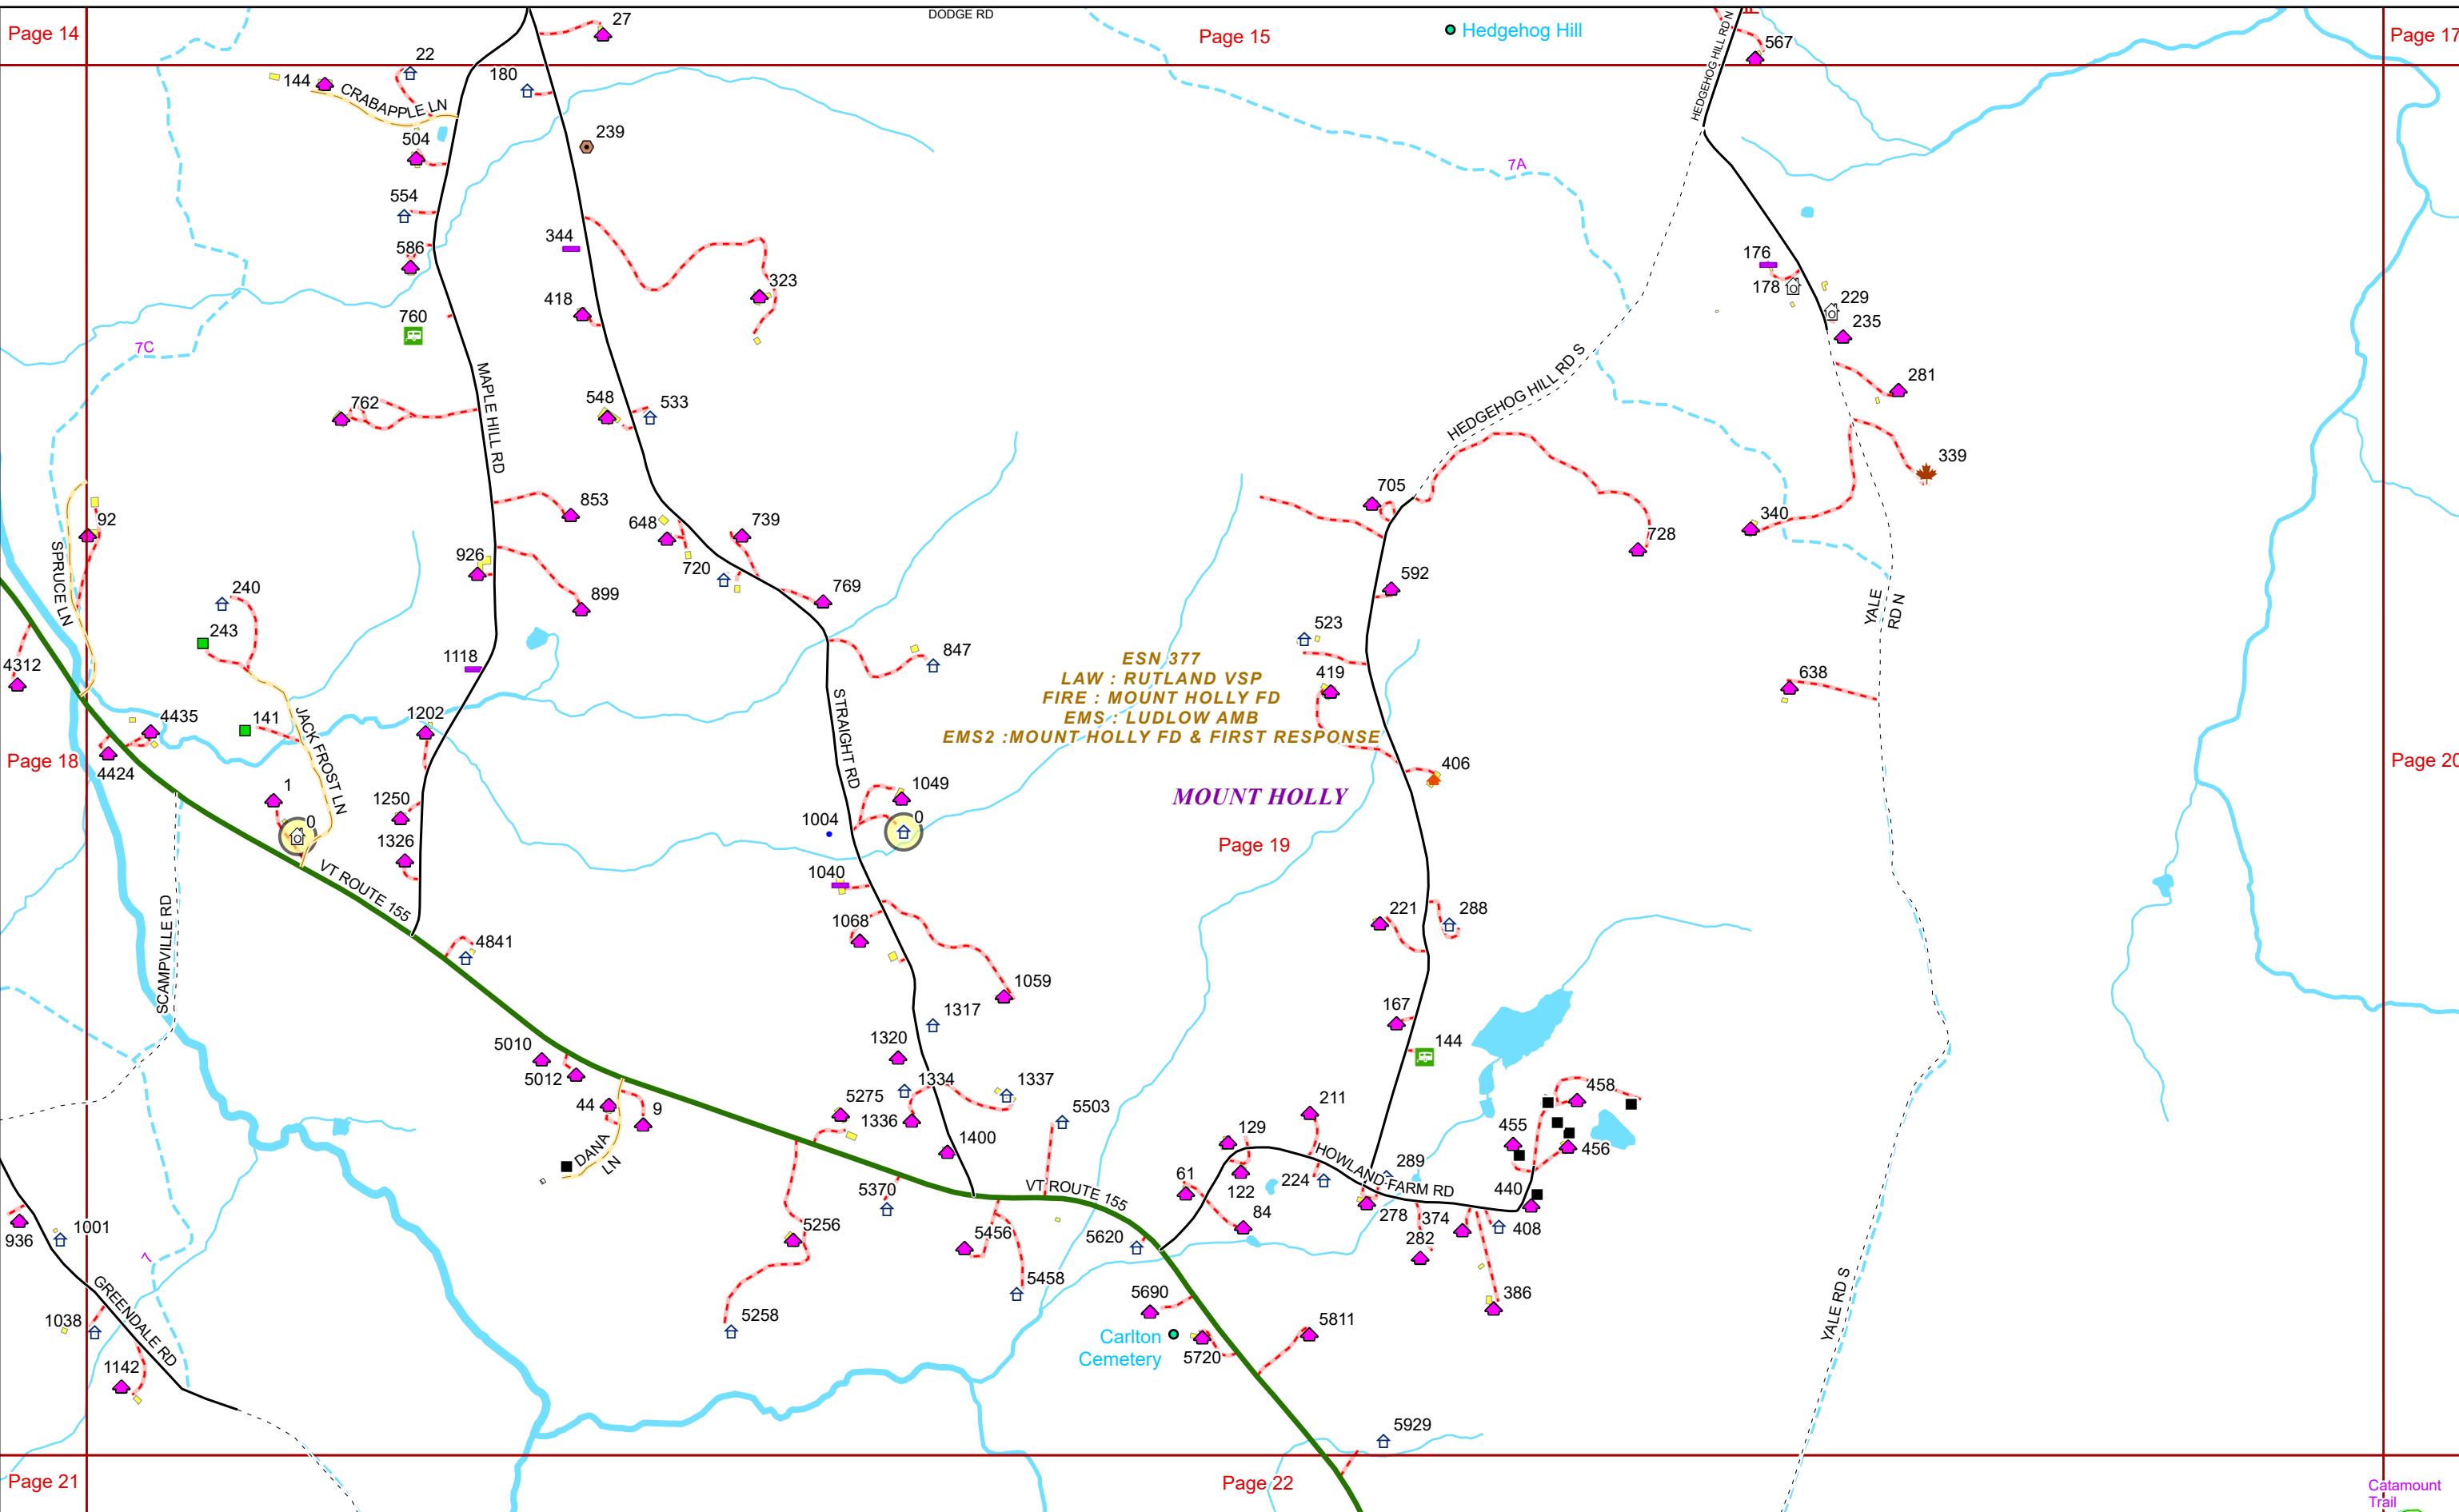 DODGE RD
Page 14
27
Page 15
Hedgehog Hill
HEDGEHOG HILL RD N
567
Page 17
22
180
144
CRABAPPLE LN
239
504
7A
554
344
586
323
418
760
176
178
229
235
7C
MAPLE HILL RD
HEDGEHOG HILL RD S
281
762
548
533
339
853
705
92
648
739
728
340
SPRUCE LN
926
720
769
592
240
899
YALE
RD N
243
523
4312
1118
847
ESN 377
LAW : RUTLAND VSP
FIRE : MOUNT HOLLY FD
EMS : LUDLOW AMB
EMS2 :MOUNT HOLLY FD & FIRST RESPONSE
419
638
4435
141
JACK FROST LN
1202
STRAIGHT RD
Page 18
4424
406
Page 20
1
1250
1049
MOUNT HOLLY
0
1004
0
1326
Page 19
VT ROUTE 155
1040
SCAMPVILLE RD
4841
1068
221
288
1059
1317
167
5010
1320
144
5012
1334
1337
44
9
5275
1336
5503
211
458
DANA
LN
1400
129
455
456
HOWLAND FARM RD
5370
VT ROUTE 155
61
122
224
289
440
5256
84
278
374
408
936
1001
5456
5620
282
GREENDALE RD
5458
5690
386
YALE RD S
1038
5258
Carlton
Cemetery
5720
5811
7
1142
5929
Page 21
Page 22
Catamount
Trail